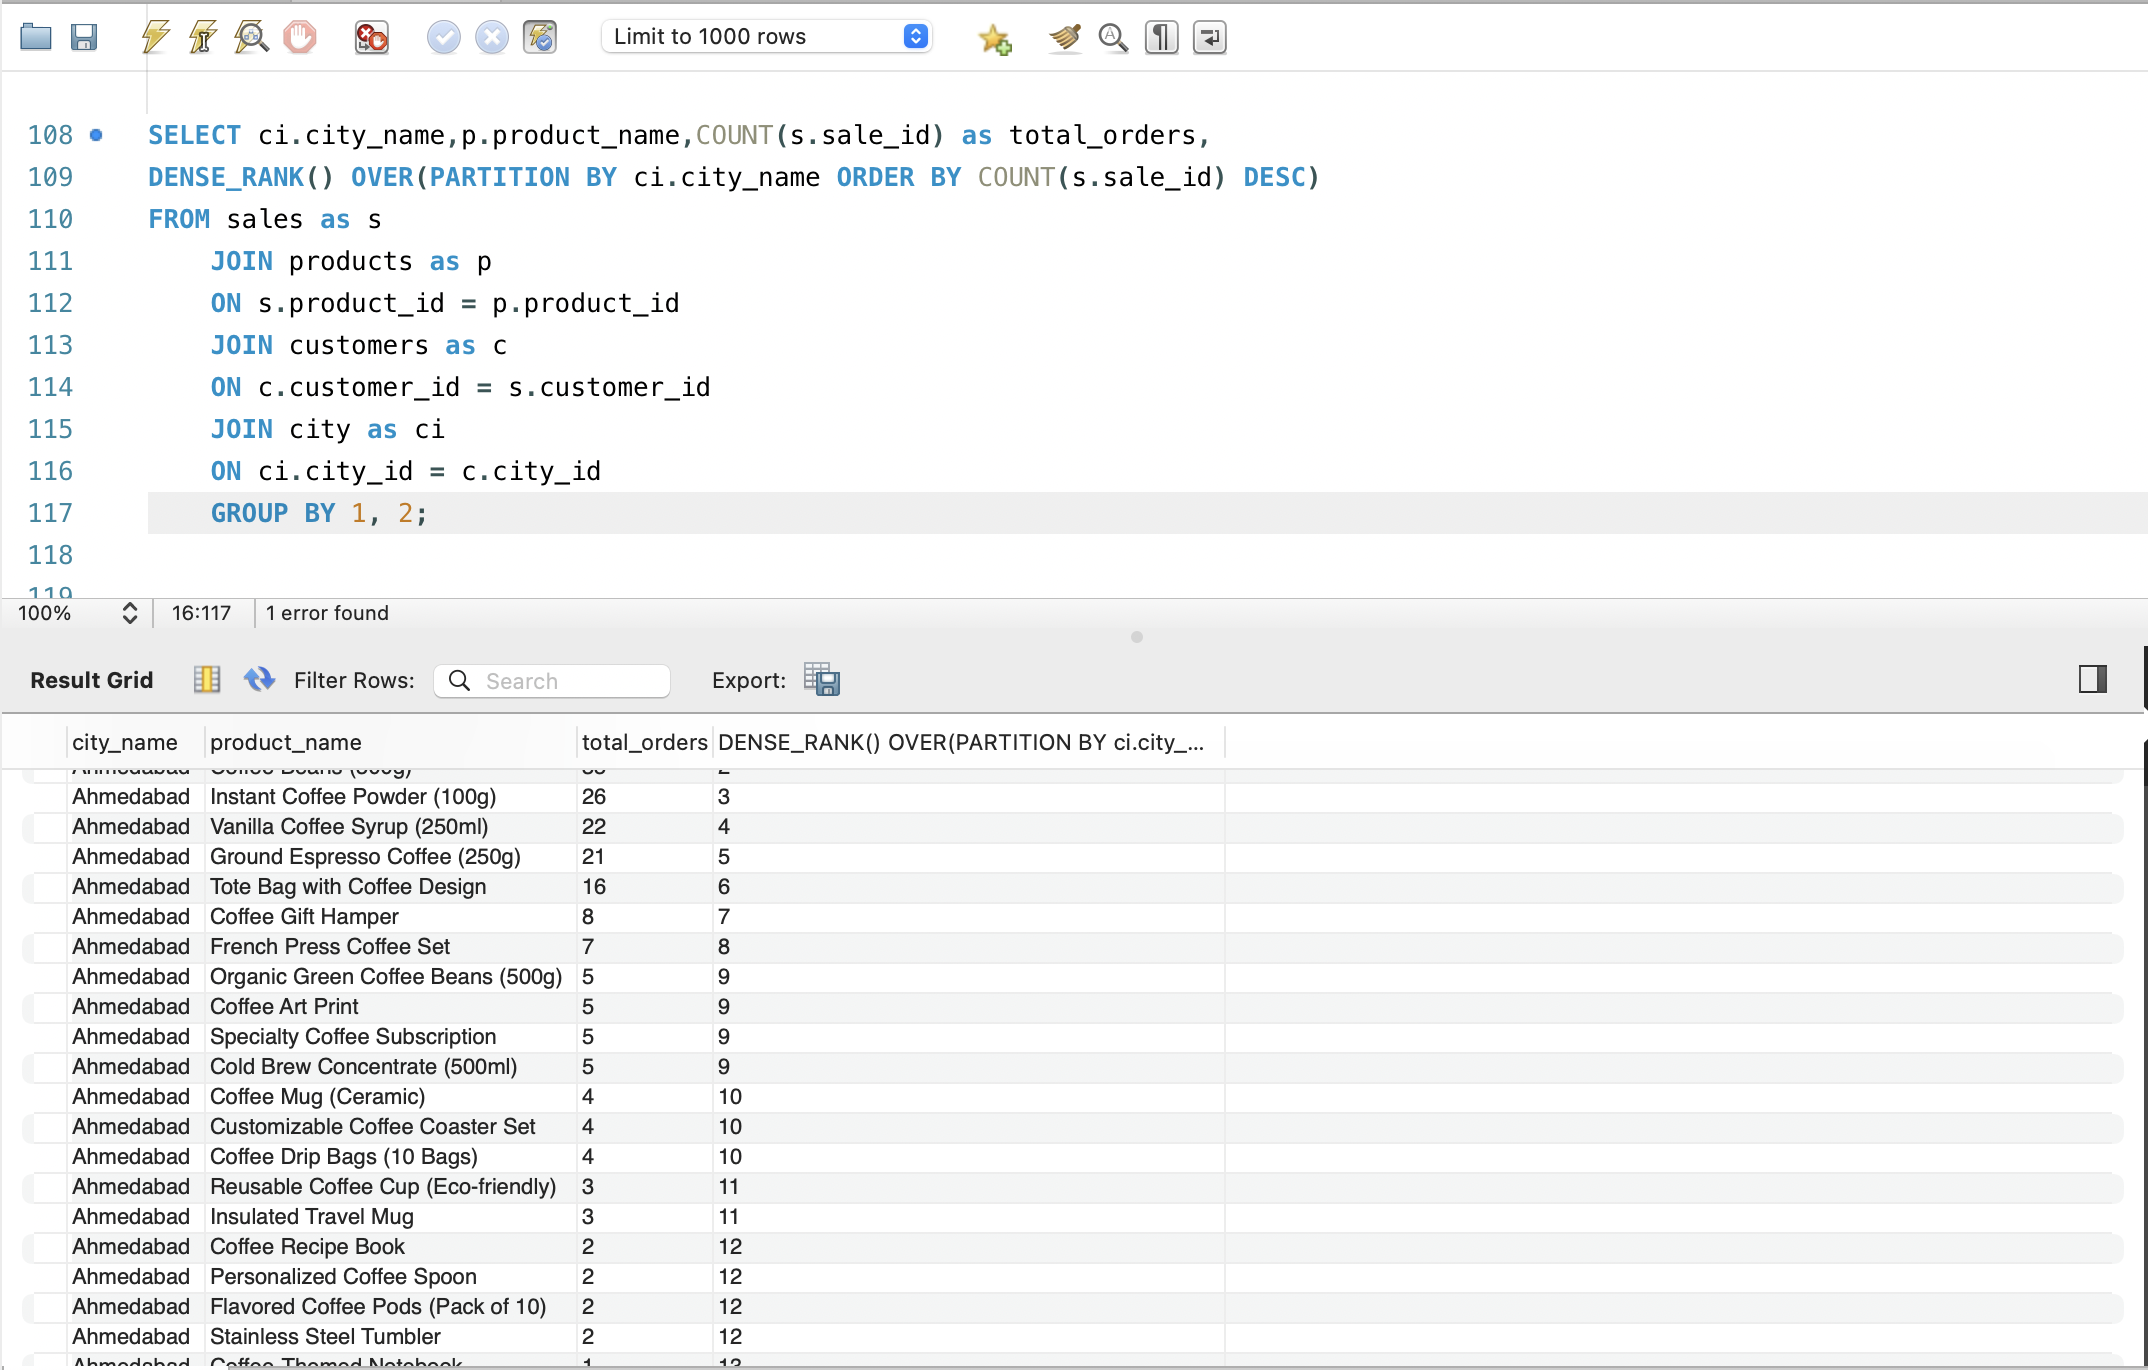 Limit to 1000 rows
108 SELECT ci.city_name,p.product_name,COUNT(s.sale_id) as total_orders,
109 DENSE_RANK() OVER(PARTITION BY ci.city_name ORDER BY COUNT(s.sale_id) DESC)
110 FROM sales as s
111 JOIN products as p
112 ON s.product_id = p.product_id
113 JOIN customers as c
114 ON c.customer_id = s.customer_id
115 JOIN city as ci
116 ON ci.city_id = c.city_id
117 GROUP BY 1, 2;
118
119
100% 16:117 1 error found
Result Grid Filter Rows: Search Export:
city_name product_name total_orders DENSE_RANK() OVER(PARTITION BY ci.city_...
Ahmedabad Coffee Beans (500g)
Ahmedabad Instant Coffee Powder (100g) 26 3
Ahmedabad Vanilla Coffee Syrup (250ml) 22 4
Ahmedabad Ground Espresso Coffee (250g) 21 5
Ahmedabad Tote Bag with Coffee Design 16 6
Ahmedabad Coffee Gift Hamper 8 7
Ahmedabad French Press Coffee Set 7 8
Ahmedabad Organic Green Coffee Beans (500g) 5 9
Ahmedabad Coffee Art Print 5 9
Ahmedabad Specialty Coffee Subscription 5 9
Ahmedabad Cold Brew Concentrate (500ml) 5 9
Ahmedabad Coffee Mug (Ceramic) 4 10
Ahmedabad Customizable Coffee Coaster Set 4 10
Ahmedabad Coffee Drip Bags (10 Bags) 4 10
Ahmedabad Reusable Coffee Cup (Eco-friendly) 3 11
Ahmedabad Insulated Travel Mug 3 11
Ahmedabad Coffee Recipe Book 2 12
Ahmedabad Personalized Coffee Spoon 2 12
Ahmedabad Flavored Coffee Pods (Pack of 10) 2 12
Ahmedabad Stainless Steel Tumbler 2 12
Ahmedabad Coffee-Themed Notebook 1 13